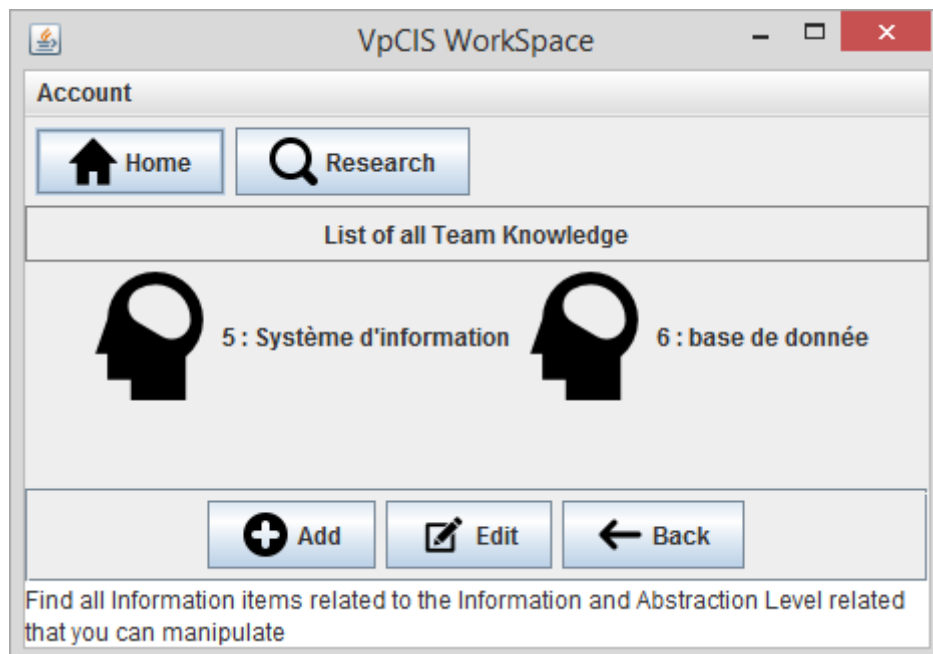 VpCIS WorkSpace
Account
Home Research
List of all Team Knowledge
5 : Système d'information 6 : base de donnée
Add Edit Back
Find all Information items related to the Information and Abstraction Level related
that you can manipulate